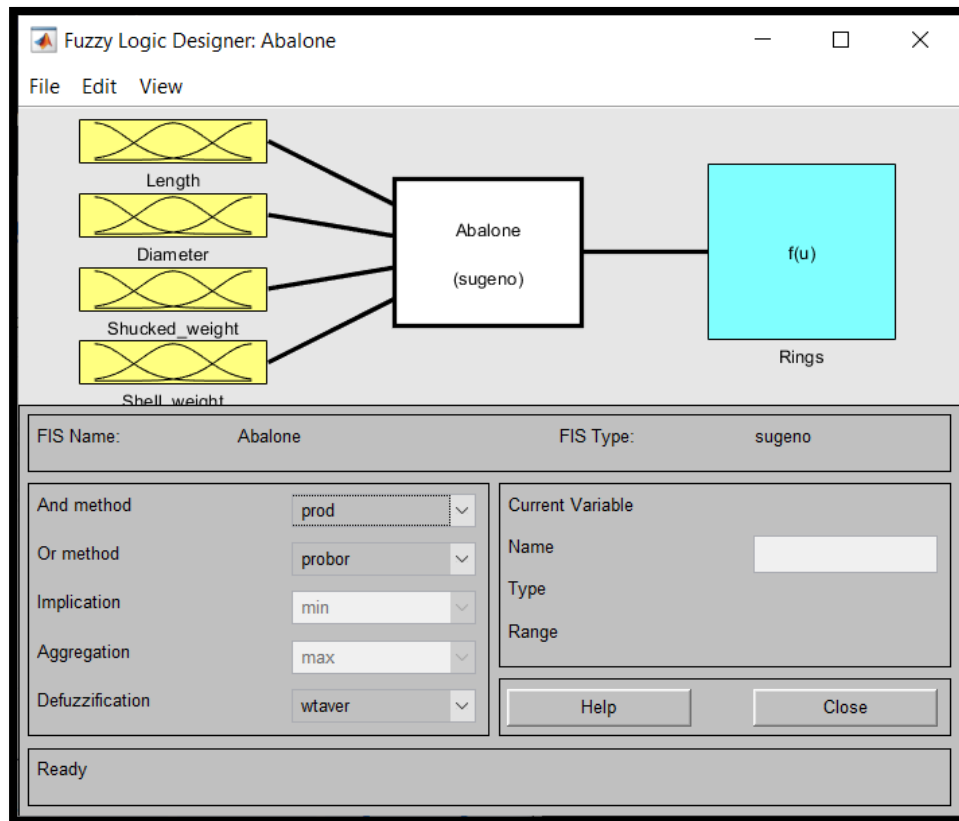 Fuzzy Logic Designer: Abalone
File Edit View
Length
Diameter
Shucked_weight
Shell_weight
Abalone
(sugeno)
f(u)
Rings
FIS Name: Abalone FIS Type: sugeno
And method prod
Or method probor
Implication min
Aggregation max
Defuzzification wtaver
Current Variable
Name
Type
Range
Help Close
Ready